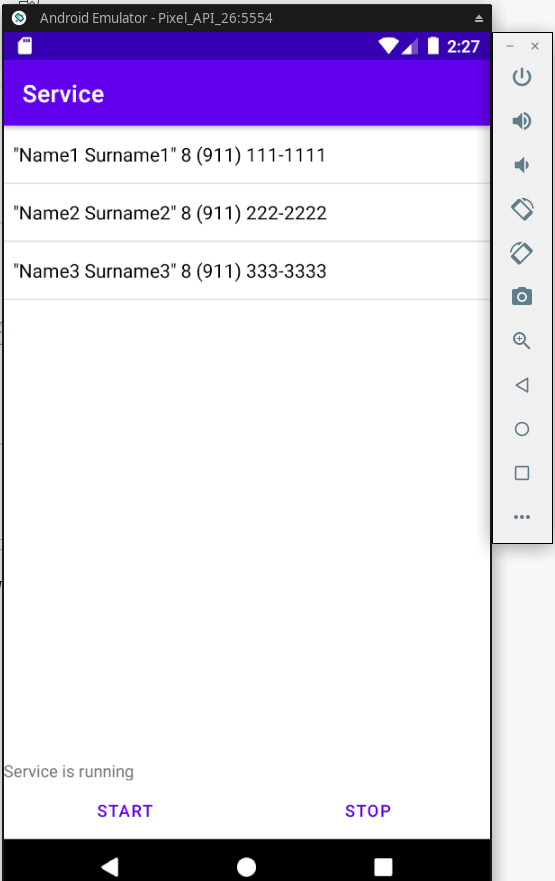 Android Emulator - Pixel_API_26:5554
2:27
Service
"Name1 Surname1" 8 (911) 111-1111
"Name2 Surname2" 8 (911) 222-2222
"Name3 Surname3" 8 (911) 333-3333
Service is running
START STOP